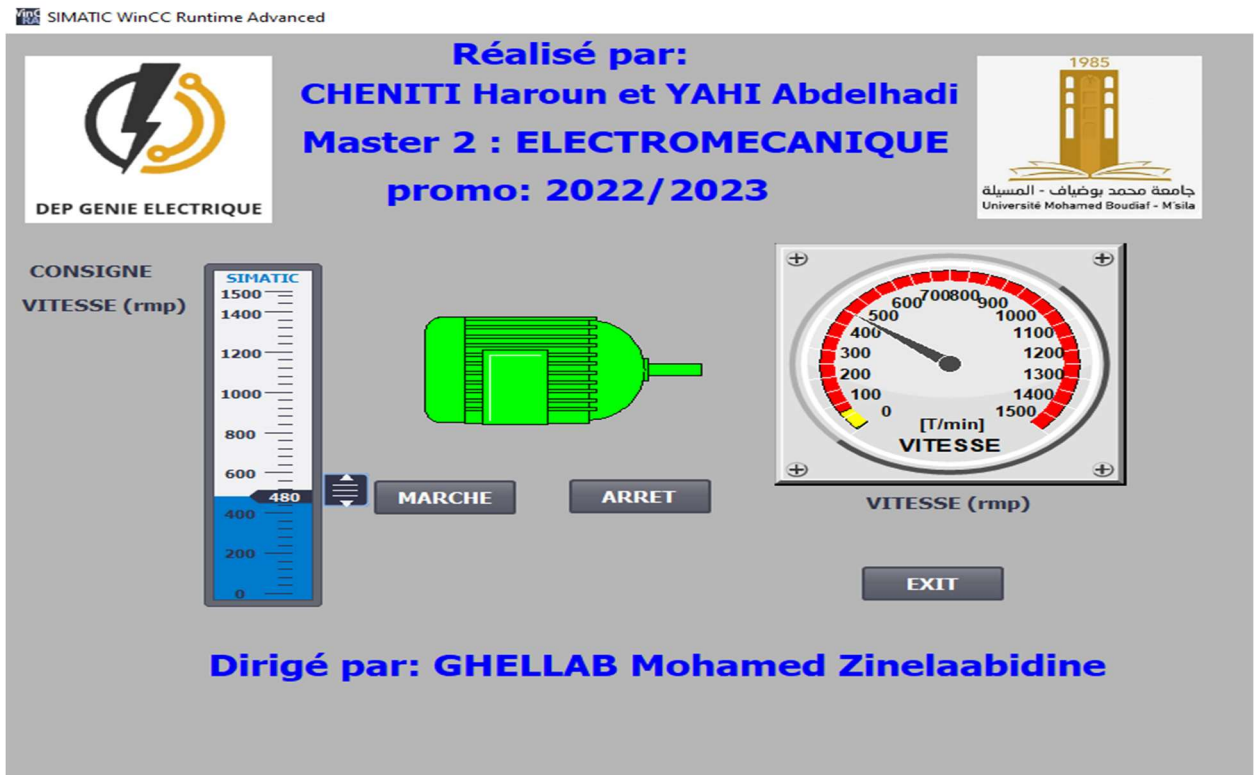 SIMATIC WinCC Runtime Advanced
Réalisé par:
CHENITI Haroun et YAHI Abdelhadi
Master 2 : ELECTROMECANIQUE
promo: 2022/2023
DEP GENIE ELECTRIQUE
1985
جامعة محمد بوضياف - المسيلة
Université Mohamed Boudiaf - M'sila
CONSIGNE
VITESSE (rmp)
SIMATIC
1500
1400
1200
1000
800
600
480
400
200
0
MARCHE
ARRET
0
100
200
300
400
500
600
700
800
900
1000
1100
1200
1300
1400
1500
[T/min]
VITESSE
VITESSE (rmp)
EXIT
Dirigé par: GHELLAB Mohamed Zinelaabidine